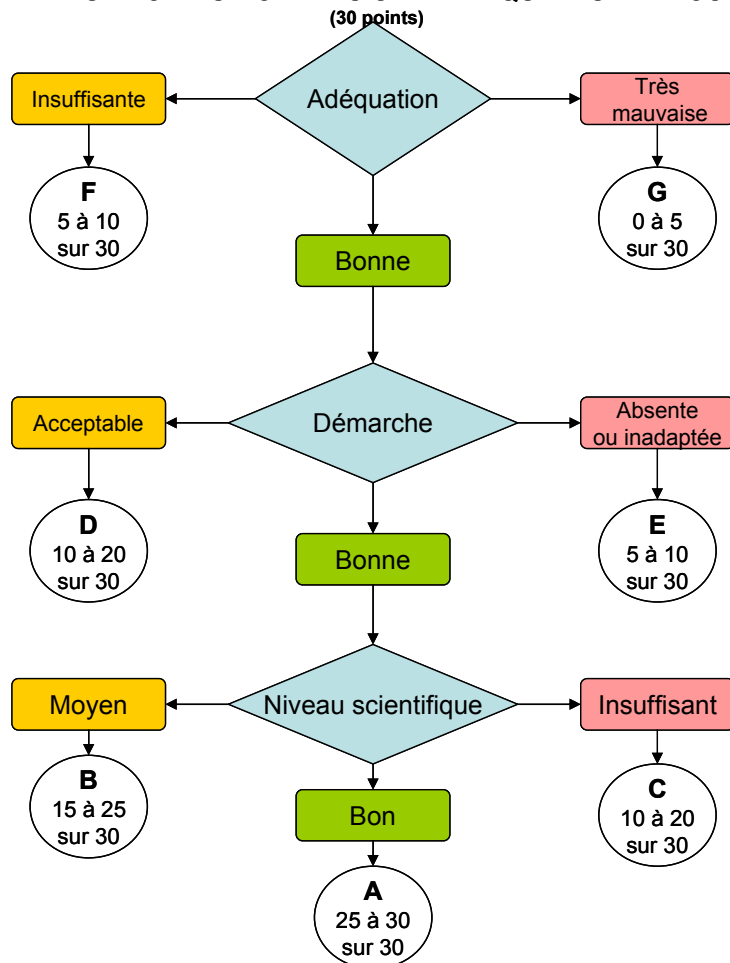 (30 points)
Insuffisante
Adéquation
Très
mauvaise
F
5 à 10
sur 30
G
0 à 5
sur 30
Bonne
Acceptable
Démarche
Absente
ou inadaptée
D
10 à 20
sur 30
E
5 à 10
sur 30
Bonne
Moyen
Niveau scientifique
Insuffisant
B
15 à 25
sur 30
C
10 à 20
sur 30
Bon
A
25 à 30
sur 30